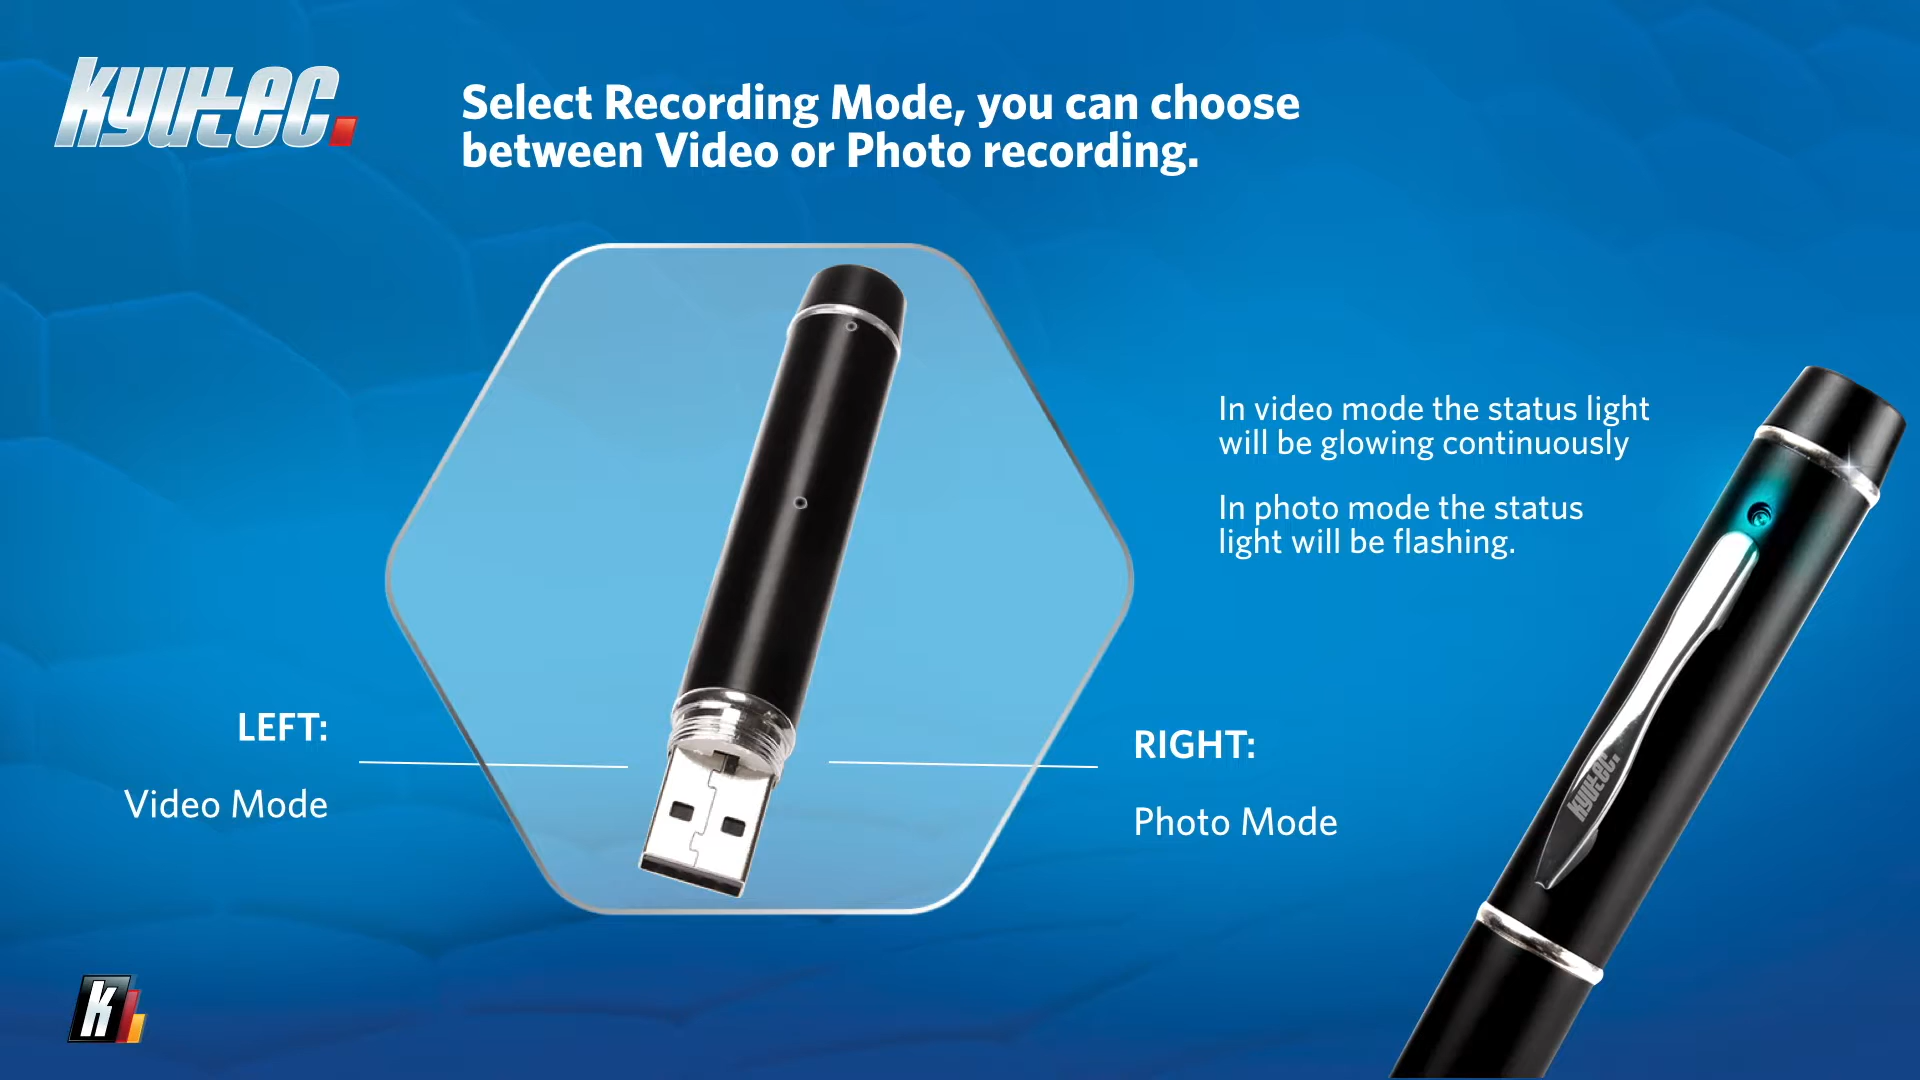 kyutec.
Select Recording Mode, you can choose
between Video or Photo recording.
In video mode the status light
will be glowing continuously
In photo mode the status
light will be flashing.
LEFT:
Video Mode
RIGHT:
Photo Mode
kyutec.
k